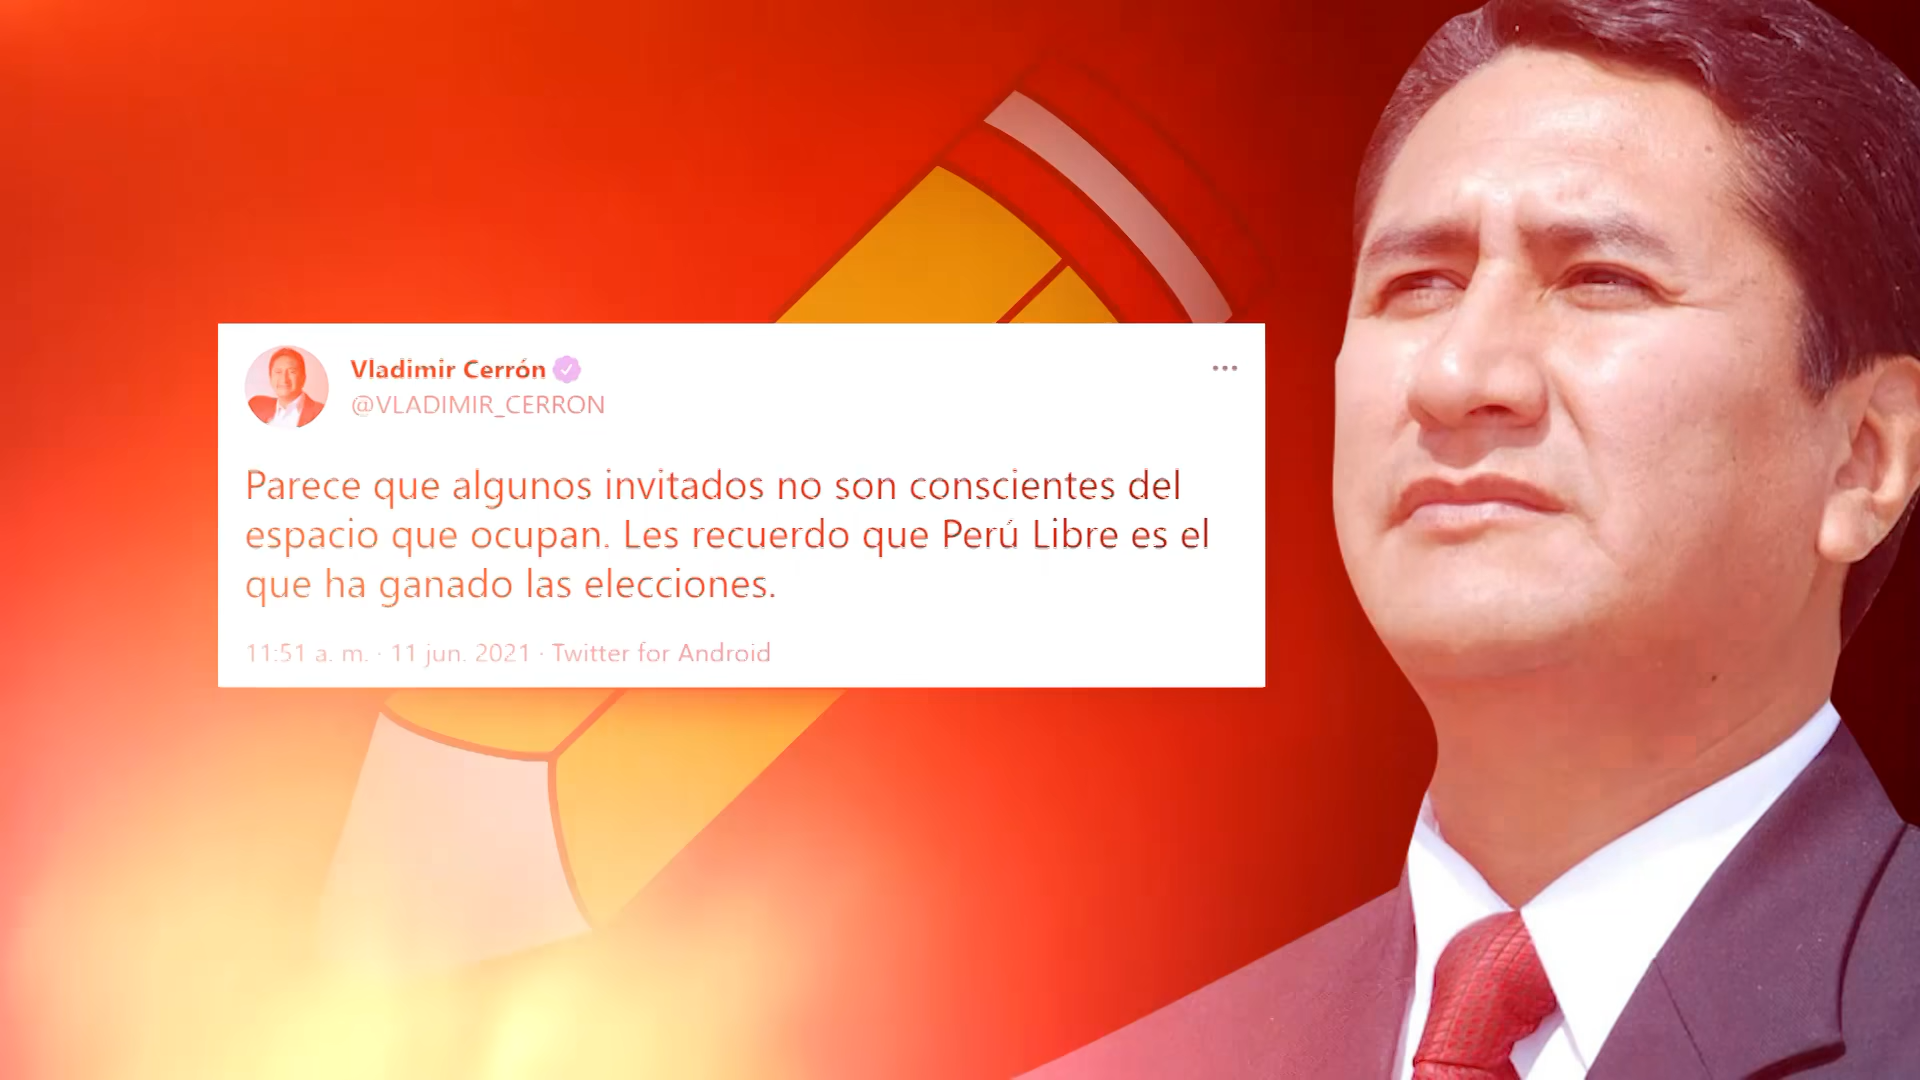 Vladimir Cerrón
@VLADIMIR_CERRON
Parece que algunos invitados no son conscientes del
espacio que ocupan. Les recuerdo que Perú Libre es el
que ha ganado las elecciones.
11:51 a. m. · 11 jun. 2021 · Twitter for Android